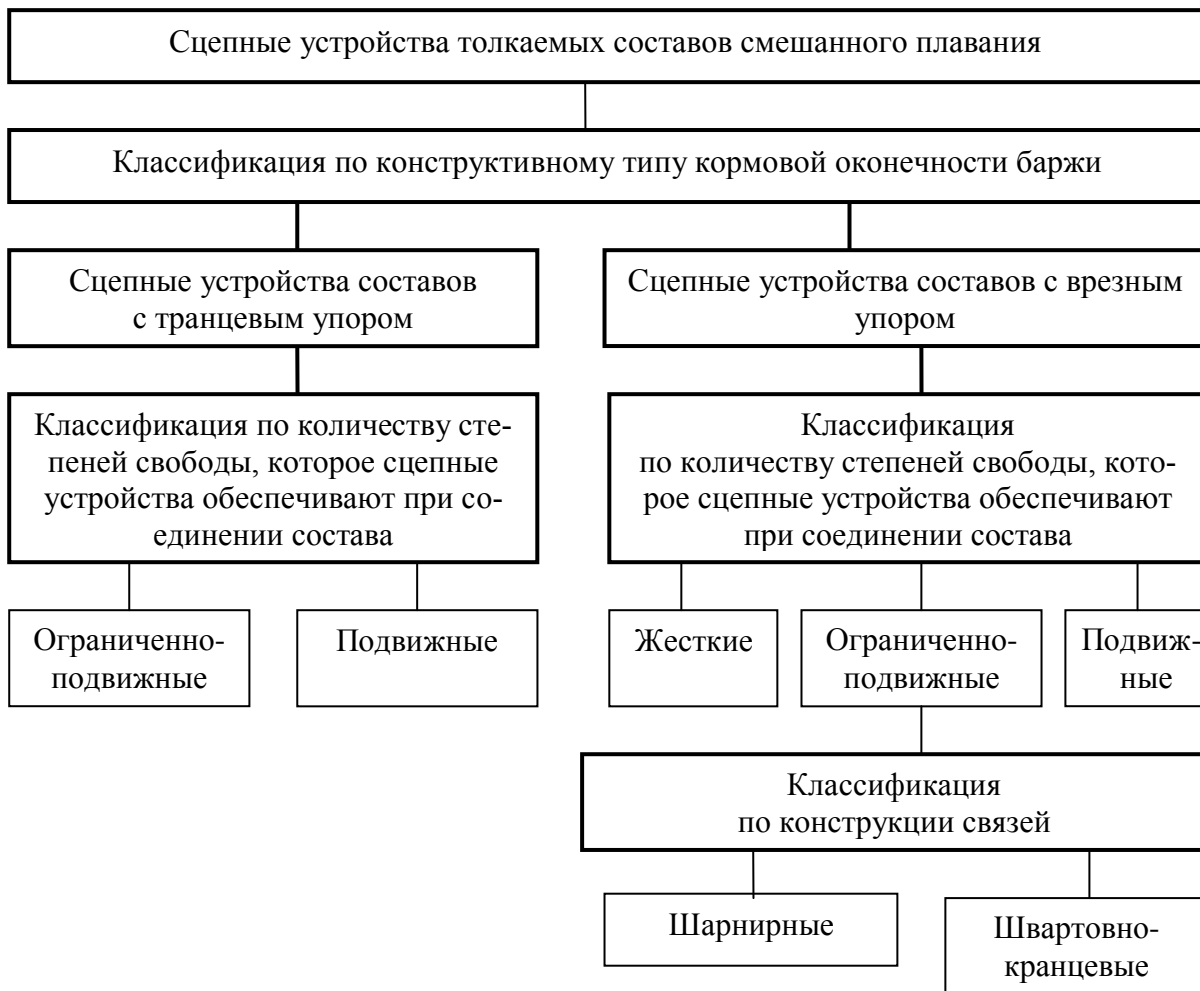 Сцепные устройства толкаемых составов смешанного плавания
Классификация по конструктивному типу кормовой оконечности баржи
Сцепные устройства составов
с транцевым упором
Сцепные устройства составов с врезным
упором
Классификация по количеству сте-
пеней свободы, которое сцепные
устройства обеспечивают при со-
единении состава
Классификация
по количеству степеней свободы, кото-
рое сцепные устройства обеспечивают
при соединении состава
Ограниченно-
подвижные
Подвижные
Жесткие
Ограниченно-
подвижные
Подвиж-
ные
Классификация
по конструкции связей
Шарнирные
Швартовно-
кранцевые